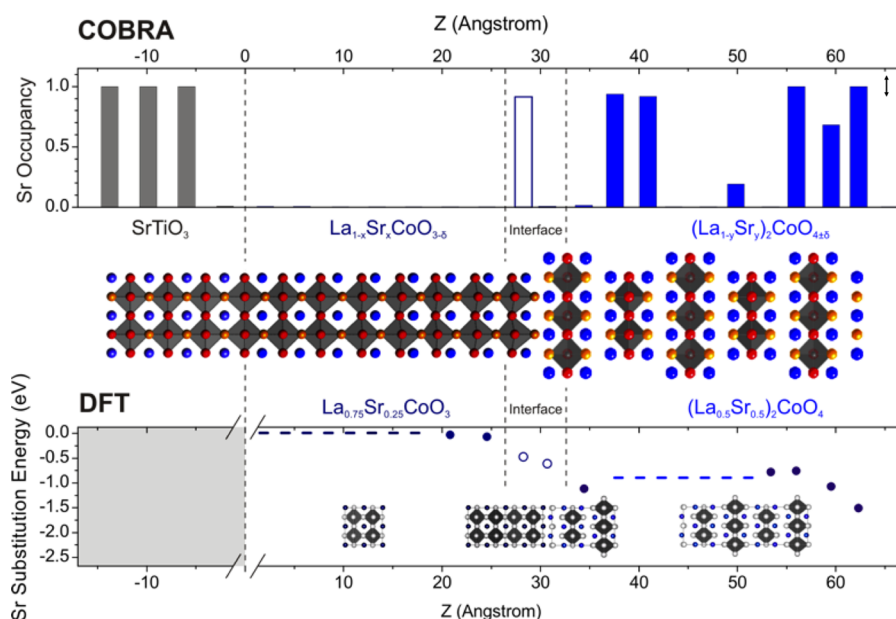 COBRA
Z (Angstrom)
-10 0 10 20 30 40 50 60
Sr Occupancy
1.0
0.5
0.0
SrTiO₃ La₁₋ₓSrₓCoO₃₋δ Interface (La₁₋ᵧSrᵧ)₂CoO₄±δ
DFT
La₀.₇₅Sr₀.₂₅CoO₃ Interface (La₀.₅Sr₀.₅)₂CoO₄
Sr Substitution Energy (eV)
0.0
-0.5
-1.0
-1.5
-2.0
-2.5
-10 10 20 30 40 50 60
Z (Angstrom)